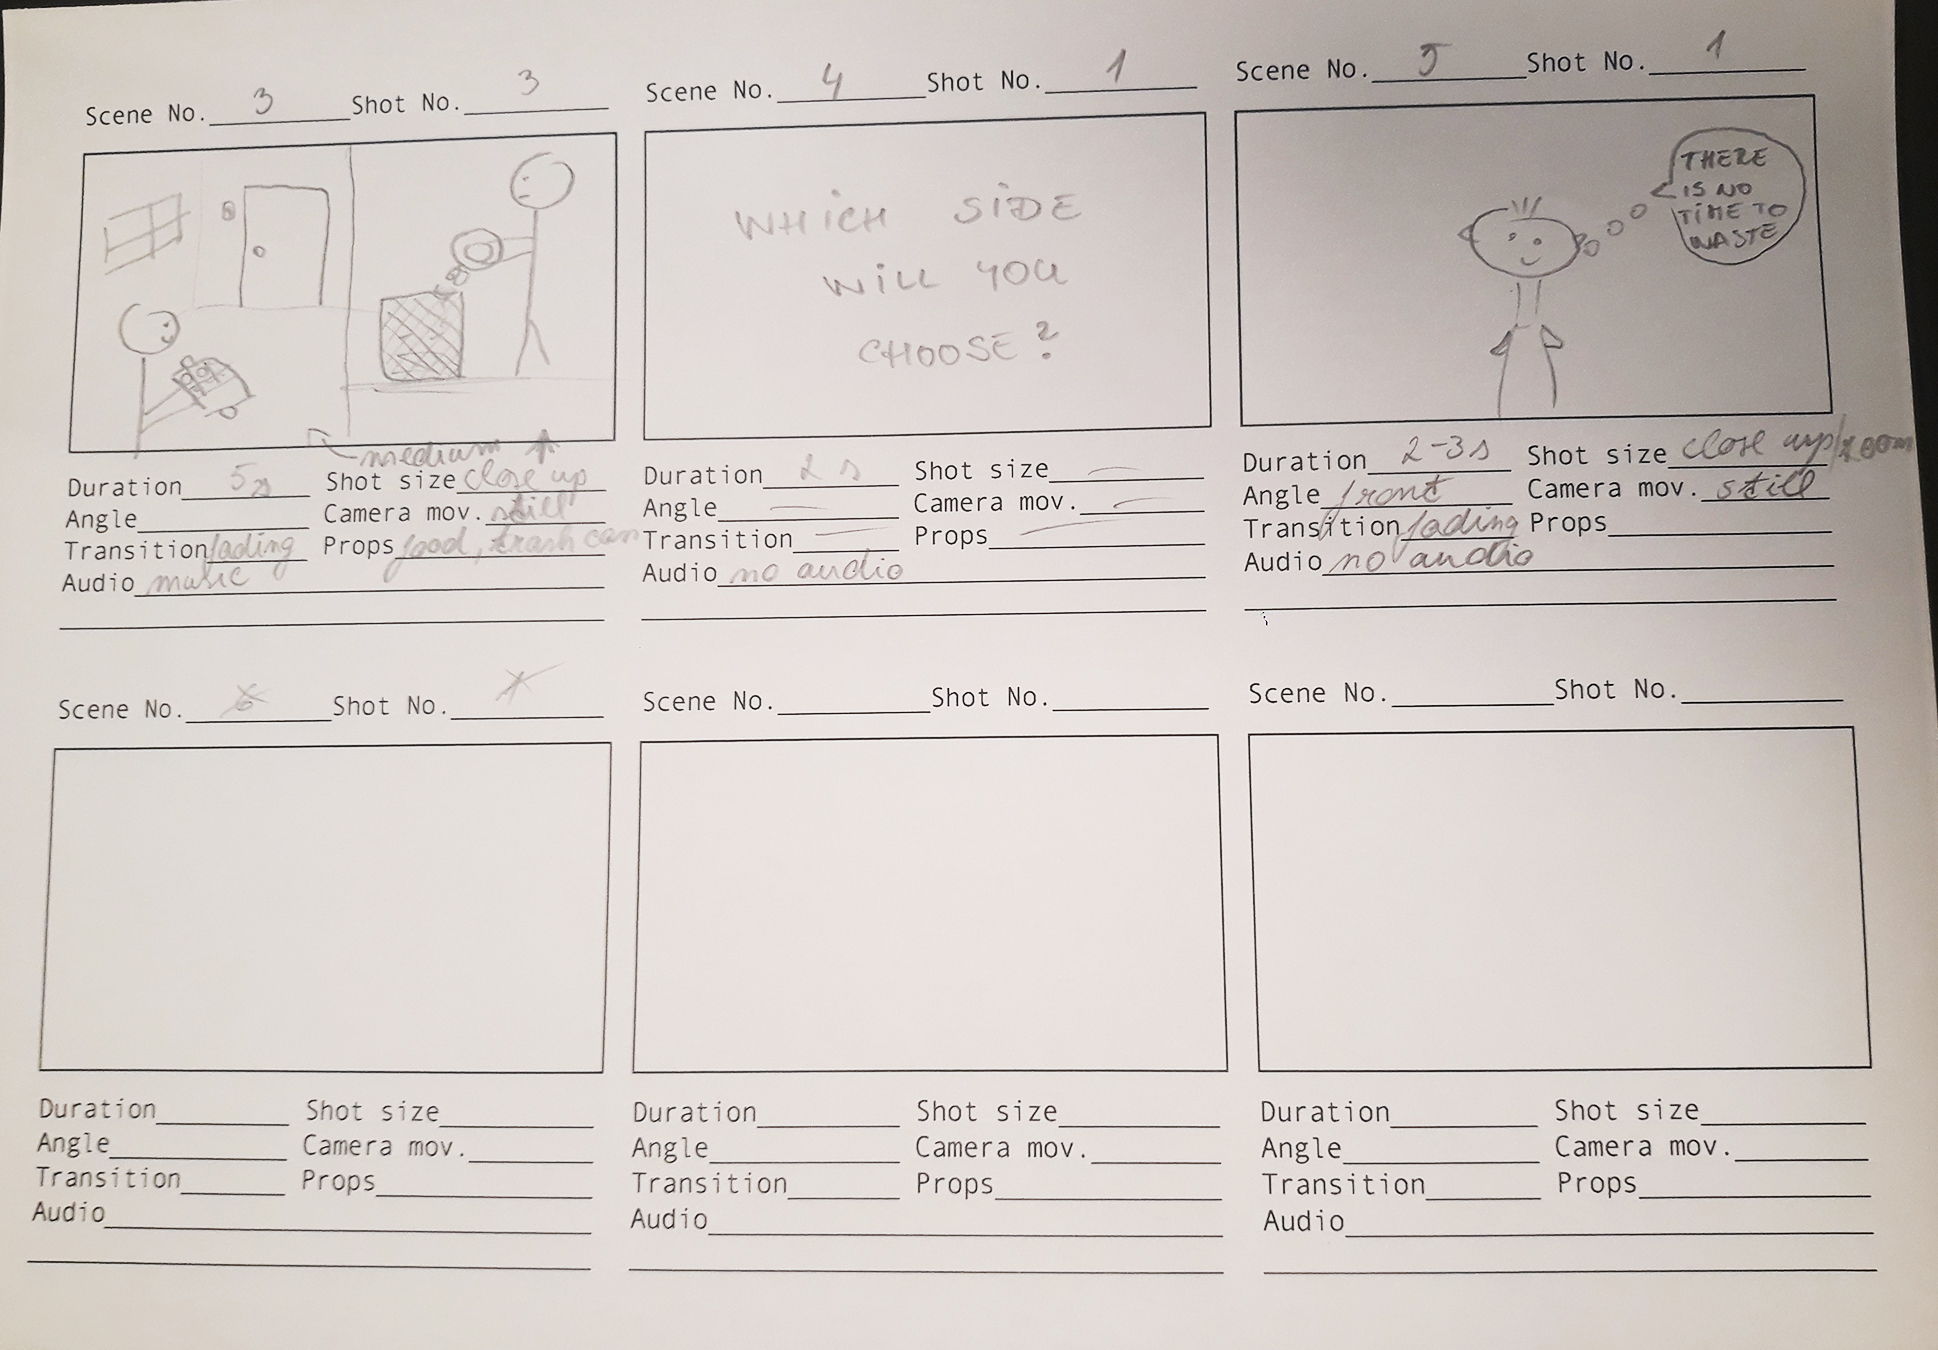 Scene No. 3 Shot No. 3
Scene No. 4 Shot No. 1
Scene No. 5 Shot No. 1
WHICH SIDE
WILL YOU
CHOOSE?
THERE
IS NO
TIME TO
WASTE
medium
Duration 5s Shot size close up
Angle Camera mov. still
Transition fading Props food, trash can
Audio music
Duration 2s Shot size —
Angle — Camera mov. —
Transition — Props —
Audio no audio
Duration 2-3s Shot size close up/zoom
Angle front Camera mov. still
Transition fading Props
Audio no audio
Scene No. Shot No.
Scene No. Shot No.
Scene No. Shot No.
Duration Shot size
Angle Camera mov.
Transition Props
Audio
Duration Shot size
Angle Camera mov.
Transition Props
Audio
Duration Shot size
Angle Camera mov.
Transition Props
Audio